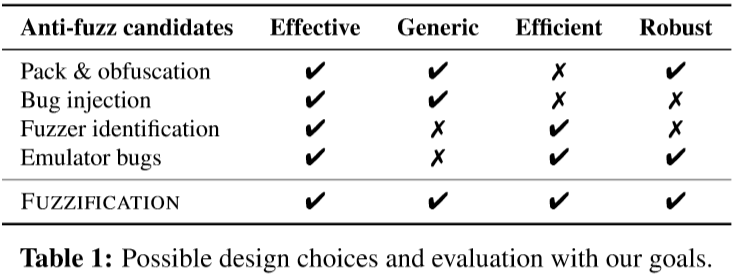 Anti-fuzz candidates Effective Generic Efficient Robust
Pack & obfuscation ✔ ✔ ✗ ✔
Bug injection ✔ ✔ ✗ ✗
Fuzzer identification ✔ ✗ ✔ ✗
Emulator bugs ✔ ✗ ✔ ✔
FUZZIFICATION ✔ ✔ ✔ ✔
Table 1: Possible design choices and evaluation with our goals.